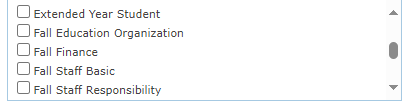 Extended Year Student
Fall Education Organization
Fall Finance
Fall Staff Basic
Fall Staff Responsibility